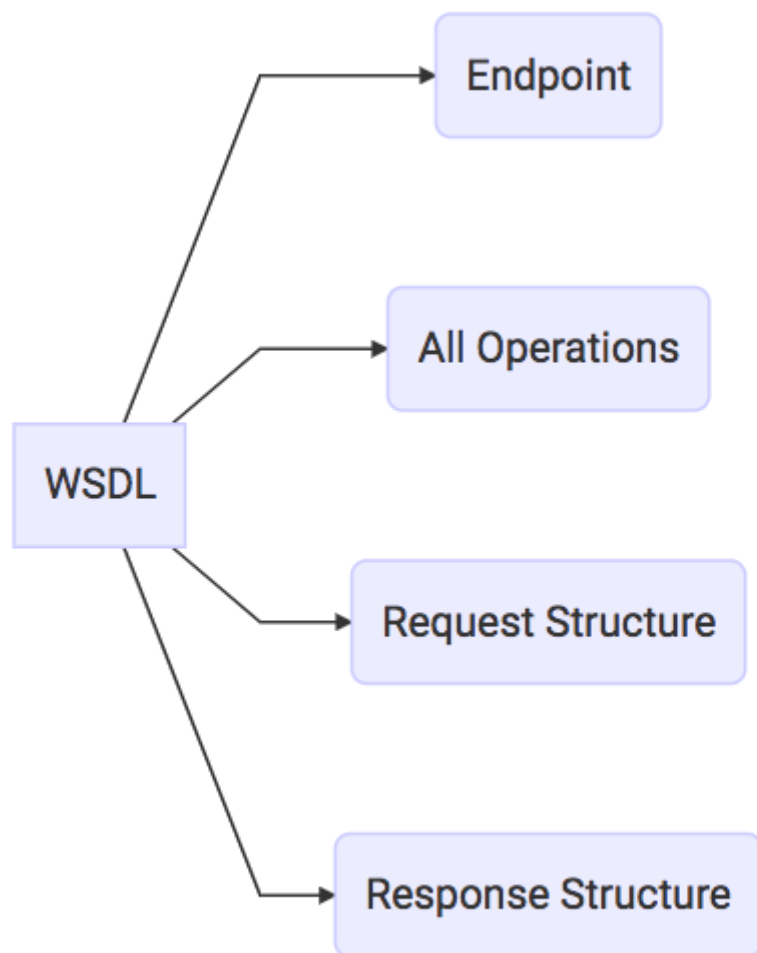 Endpoint
All Operations
WSDL
Request Structure
Response Structure